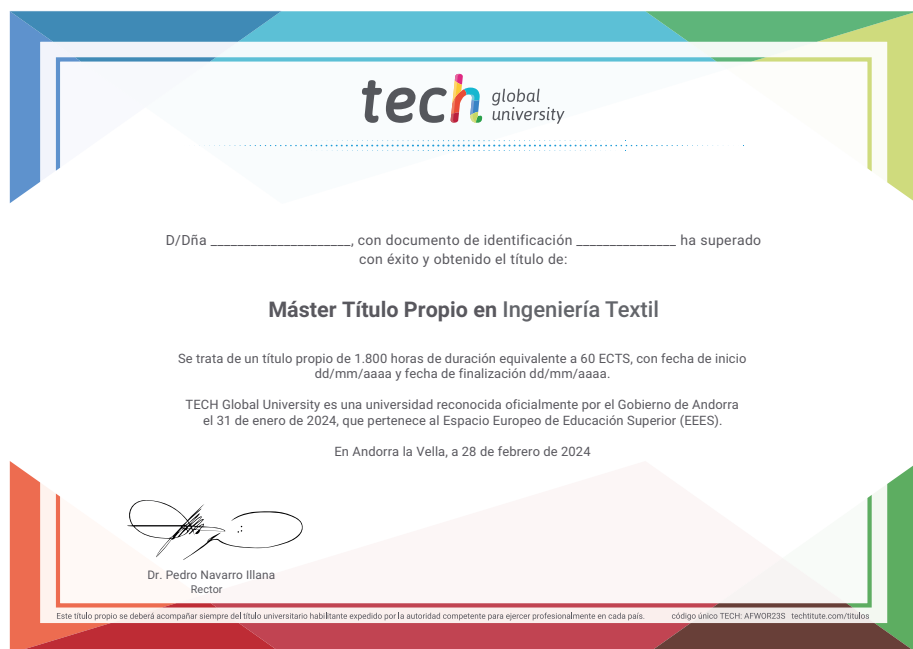 tech global
university
D/Dña _____________________, con documento de identificación _______________ ha superado
con éxito y obtenido el título de:
Máster Título Propio en Ingeniería Textil
Se trata de un título propio de 1.800 horas de duración equivalente a 60 ECTS, con fecha de inicio
dd/mm/aaaa y fecha de finalización dd/mm/aaaa.
TECH Global University es una universidad reconocida oficialmente por el Gobierno de Andorra
el 31 de enero de 2024, que pertenece al Espacio Europeo de Educación Superior (EEES).
En Andorra la Vella, a 28 de febrero de 2024
Dr. Pedro Navarro Illana
Rector
Este título propio se deberá acompañar siempre del título universitario habilitante expedido por la autoridad competente para ejercer profesionalmente en cada país. código único TECH: AFWOR23S techtitute.com/titulos